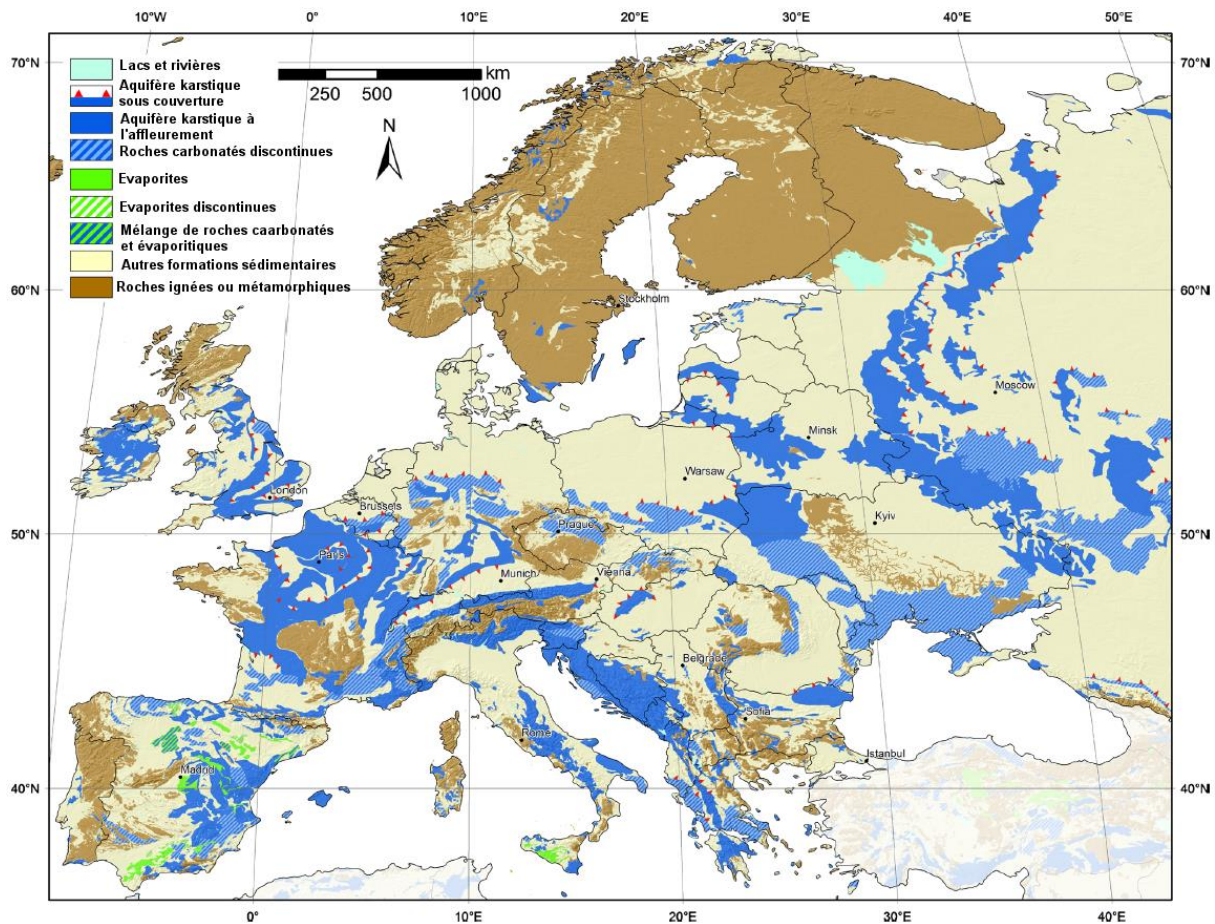 10°W 0° 10°E 20°E 30°E 40°E 50°E
70°N 70°N
Lacs et rivières
Aquifère karstique
sous couverture
Aquifère karstique à
l'affleurement
Roches carbonatés discontinues
Evaporites
Evaporites discontinues
Mélange de roches caarbonatés
et évaporitiques
Autres formations sédimentaires
Roches ignées ou métamorphiques
km
250 500 1000
N
60°N 60°N
Stockholm
Moscow
Minsk
Warsaw
London
Brussels
Kyiv
50°N 50°N
Prague
Paris
Munich
Vienna
Belgrade
Sofia
Rome
Istanbul
Madrid
40°N 40°N
0° 10°E 20°E 30°E 40°E